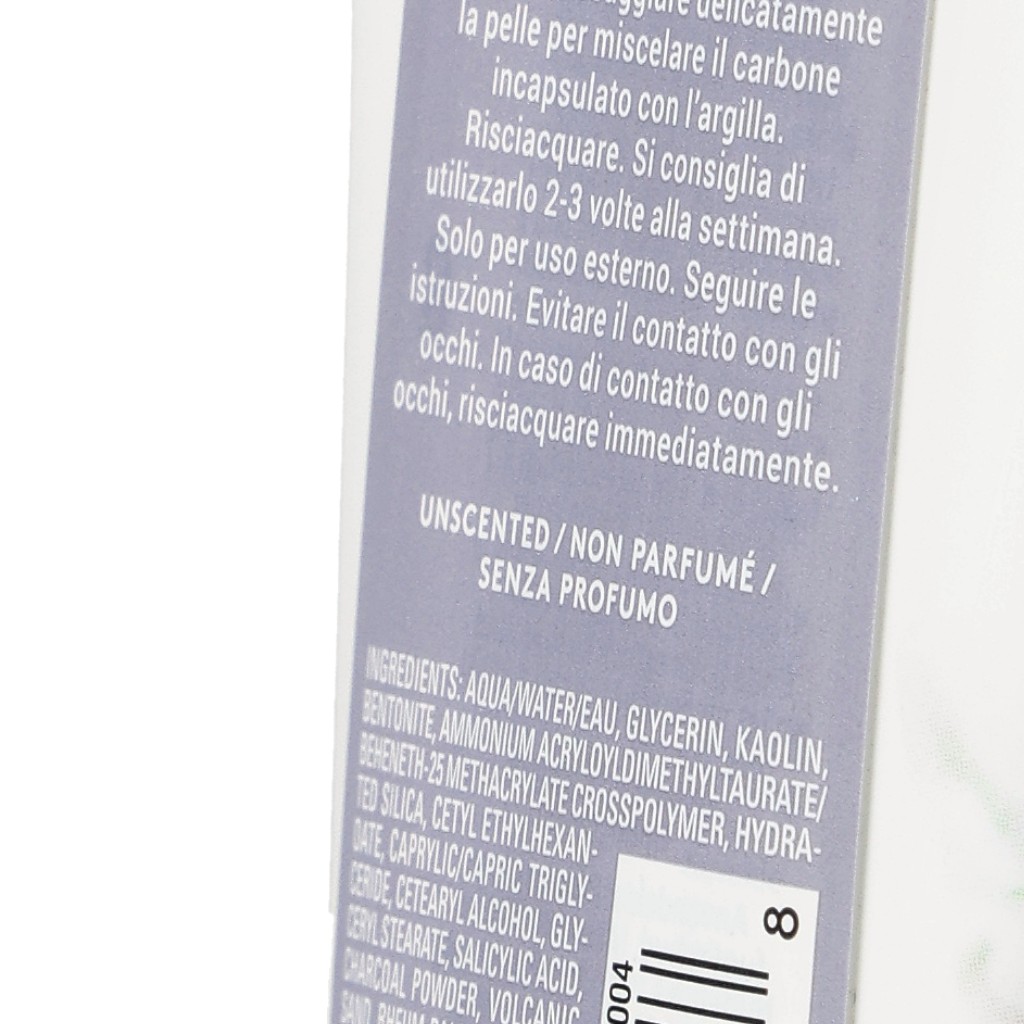 delicatamente
la pelle per miscelare il carbone
incapsulato con l'argilla.
Risciacquare. Si consiglia di
utilizzarlo 2-3 volte alla settimana.
Solo per uso esterno. Seguire le
istruzioni. Evitare il contatto con gli
occhi. In caso di contatto con gli
occhi, risciacquare immediatamente.
UNSCENTED / NON PARFUMÉ /
SENZA PROFUMO
INGREDIENTS: AQUA/WATER/EAU, GLYCERIN, KAOLIN,
BENTONITE, AMMONIUM ACRYLOYLDIMETHYLTAURATE/
BEHENETH-25 METHACRYLATE CROSSPOLYMER, HYDRA-
TED SILICA, CETYL ETHYLHEXAN-
OATE, CAPRYLIC/CAPRIC TRIGLY-
CERIDE, CETEARYL ALCOHOL, GLY-
CERYL STEARATE, SALICYLIC ACID,
CHARCOAL POWDER, VOLCANIC
SAND, RHEUM
8
004